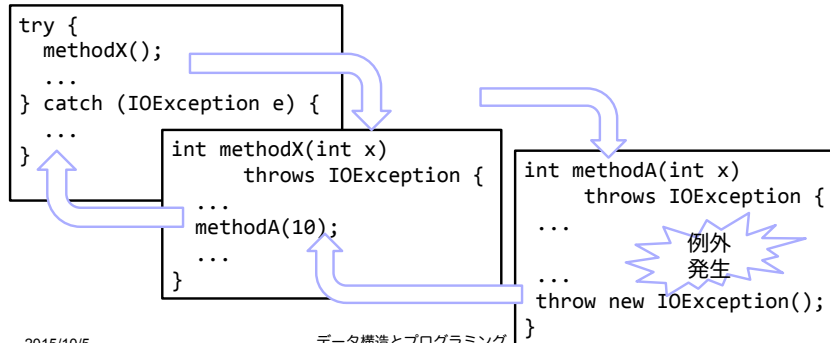 try {
methodX();
...
} catch (IOException e) {
...
}
int methodX(int x)
throws IOException {
...
methodA(10);
...
}
int methodA(int x)
throws IOException {
...
例外
発生
...
throw new IOException();
}
2015/10/5
データ構造とプログラミング